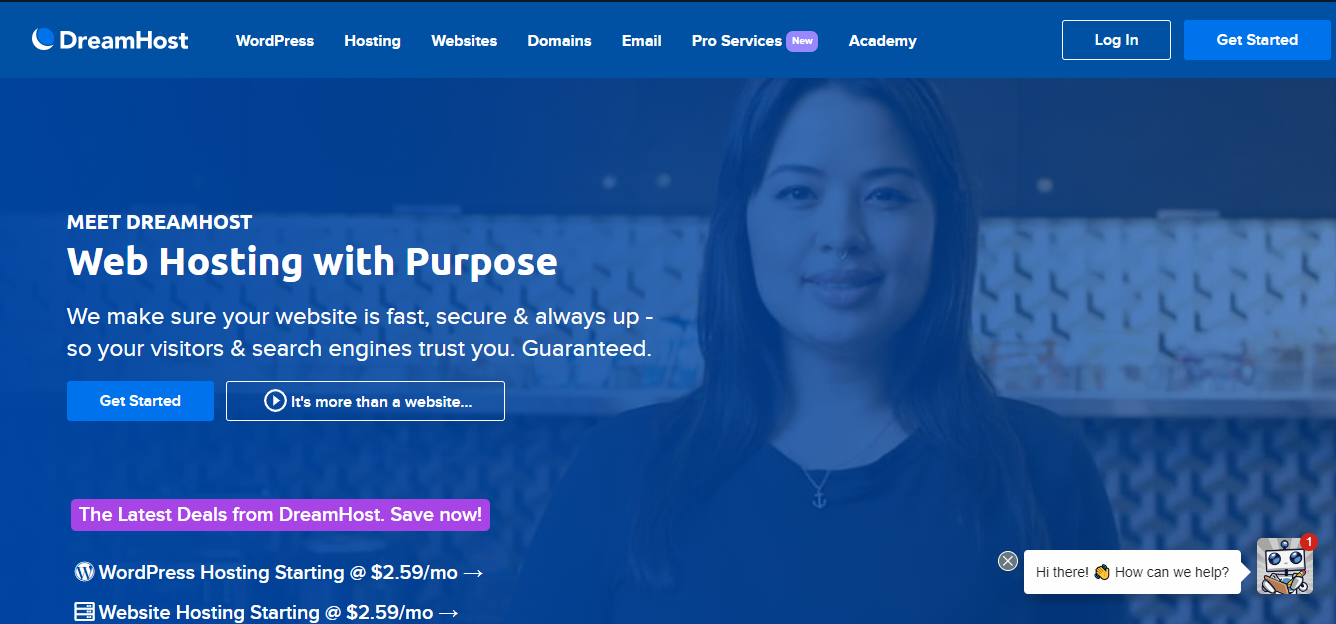 DreamHost
WordPress
Hosting
Websites
Domains
Email
Pro Services New
Academy
Log In
Get Started
MEET DREAMHOST
Web Hosting with Purpose
We make sure your website is fast, secure & always up -
so your visitors & search engines trust you. Guaranteed.
Get Started
It's more than a website...
The Latest Deals from DreamHost. Save now!
WordPress Hosting Starting @ $2.59/mo →
Website Hosting Starting @ $2.59/mo →
Hi there! 👋 How can we help?
1